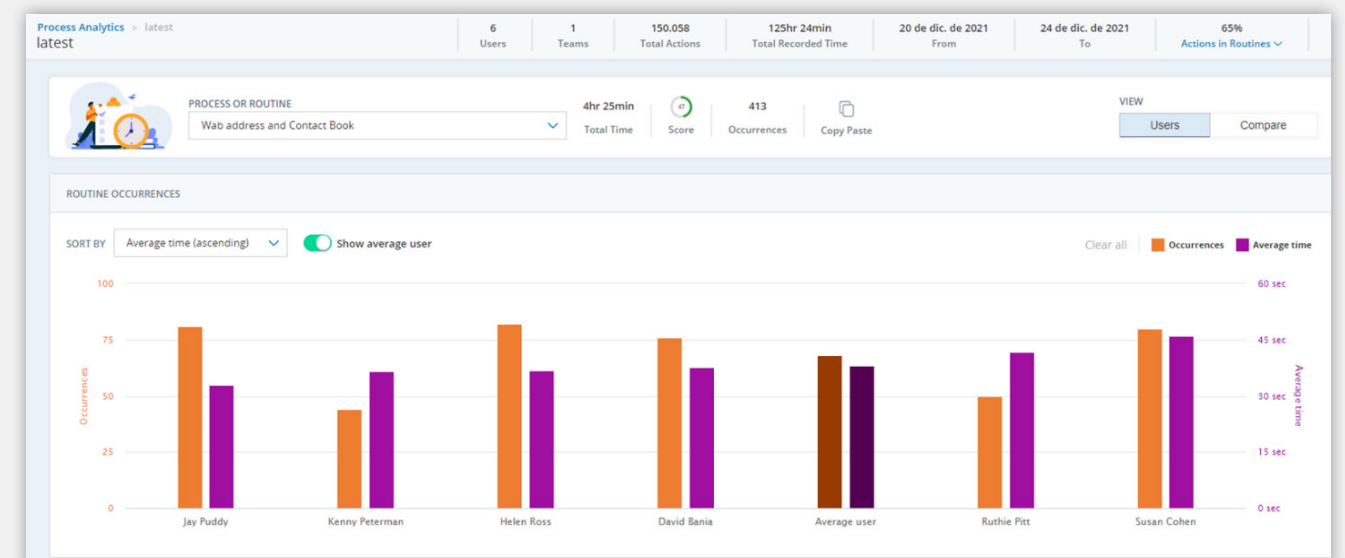 Process Analytics > latest
latest
6
Users
1
Teams
150.058
Total Actions
125hr 24min
Total Recorded Time
20 de dic. de 2021
From
24 de dic. de 2021
To
65%
Actions in Routines
PROCESS OR ROUTINE
Wab address and Contact Book
4hr 25min
Total Time
47
Score
413
Occurrences
Copy Paste
VIEW
Users
Compare
ROUTINE OCCURRENCES
SORT BY
Average time (ascending)
Show average user
Clear all
Occurrences
Average time
100
75
50
25
0
Occurrences
60 sec
45 sec
30 sec
15 sec
0 sec
Average time
Jay Puddy
Kenny Peterman
Helen Ross
David Bania
Average user
Ruthie Pitt
Susan Cohen